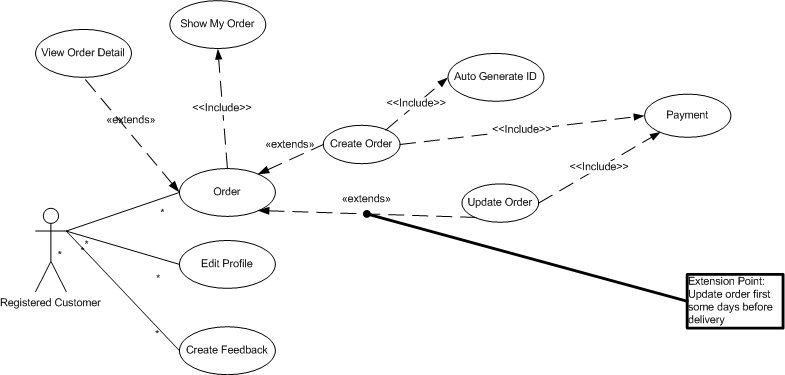 Show My Order
View Order Detail
Auto Generate ID
<<Include>>
<<Include>>
Payment
«extends»
<<Include>>
«extends»
Create Order
<<Include>>
Order
«extends»
Update Order
*
*
*
*
Edit Profile
*
Extension Point:
Update order first
some days before
delivery
Registered Customer
*
Create Feedback